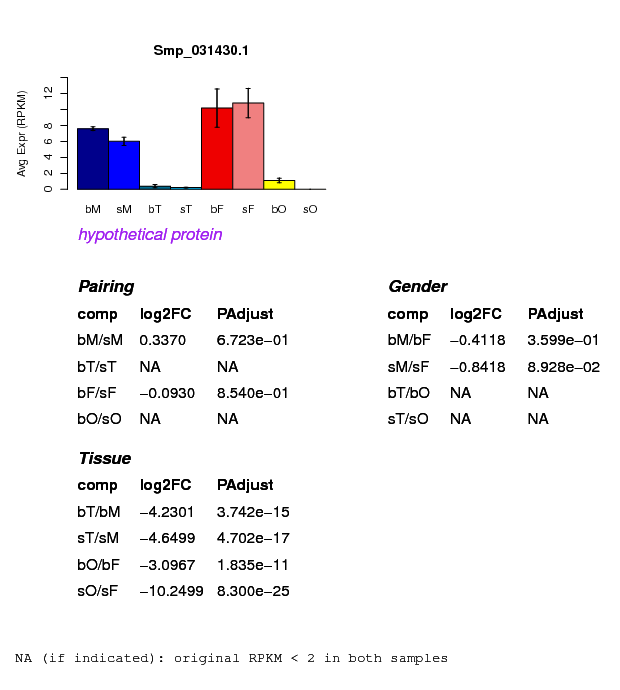 Smp_031430.1
Avg Expr (RPKM)
0 2 4 6 8 12
bM sM bT sT bF sF bO sO
hypothetical protein
Pairing
comp log2FC PAdjust
bM/sM 0.3370 6.723e−01
bT/sT NA NA
bF/sF −0.0930 8.540e−01
bO/sO NA NA
Gender
comp log2FC PAdjust
bM/bF −0.4118 3.599e−01
sM/sF −0.8418 8.928e−02
bT/bO NA NA
sT/sO NA NA
Tissue
comp log2FC PAdjust
bT/bM −4.2301 3.742e−15
sT/sM −4.6499 4.702e−17
bO/bF −3.0967 1.835e−11
sO/sF −10.2499 8.300e−25
NA (if indicated): original RPKM < 2 in both samples